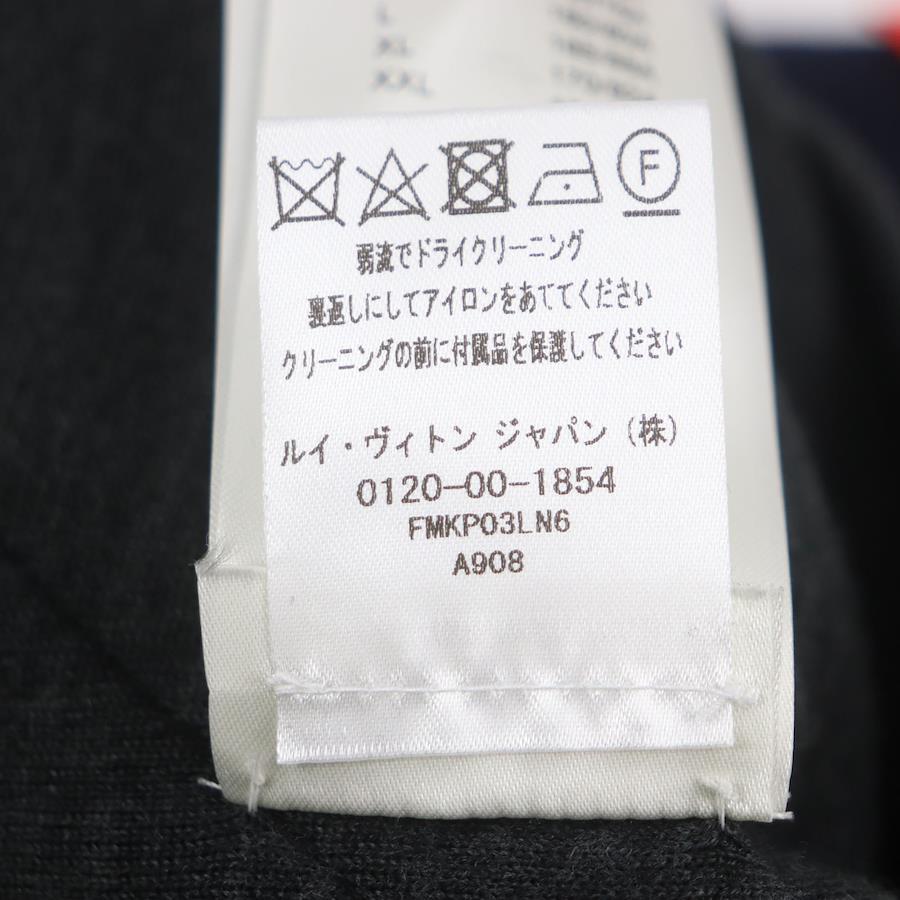 L
XL
XXL
F
弱流でドライクリーニング
裏返しにしてアイロンをあててください
クリーニングの前に付属品を保護してください
ルイ・ヴィトン ジャパン (株)
0120-00-1854
FMKP03LN6
A908